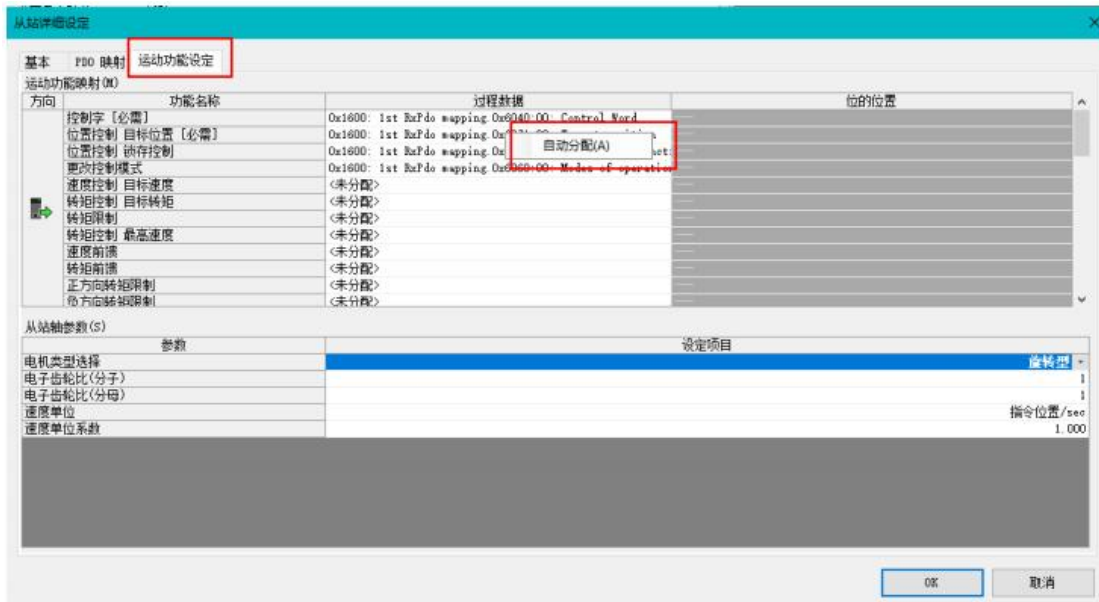 从站详细设定
基本 PDO 映射 运动功能设定
运动功能映射(M)
方向 功能名称 过程数据 位的位置
控制字 [必需] 0x1600: 1st RxPdo mapping.0x6040:00: Control Word
位置控制 目标位置 [必需] 0x1600: 1st RxPdo mapping.
位置控制 锁存控制 0x1600: 1st RxPdo mapping.
自动分配(A)
更改控制模式 0x1600: 1st RxPdo mapping.0x6060:00: Modes of operation
速度控制 目标速度 <未分配>
转矩控制 目标转矩 <未分配>
转矩限制 <未分配>
转矩控制 最高速度 <未分配>
速度前馈 <未分配>
转矩前馈 <未分配>
正方向转矩限制 <未分配>
负方向转矩限制 <未分配>
从站轴参数(S)
参数 设定项目
电机类型选择 旋转型
电子齿轮比(分子) 1
电子齿轮比(分母) 1
速度单位 指令位置/sec
速度单位系数 1.000
OK 取消